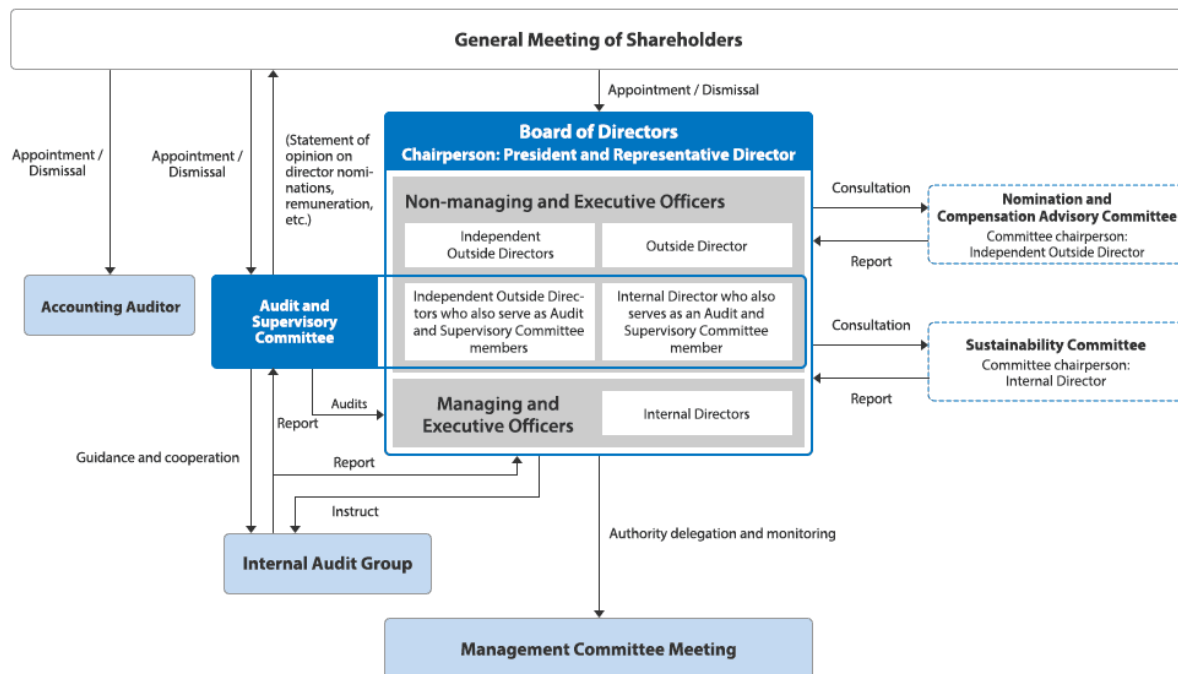 General Meeting of Shareholders
Appointment / Dismissal
Appointment /
Dismissal
Appointment /
Dismissal
(Statement of
opinion on
director nomi-
nations,
remuneration,
etc.)
Board of Directors
Chairperson: President and Representative Director
Non-managing and Executive Officers
Independent
Outside Directors
Outside Director
Consultation
Report
Nomination and
Compensation Advisory Committee
Committee chairperson:
Independent Outside Director
Accounting Auditor
Audit and
Supervisory
Committee
Independent Outside Direc-
tors who also serve as Audit
and Supervisory Committee
members
Internal Director who also
serves as an Audit and
Supervisory Committee
member
Consultation
Report
Sustainability Committee
Committee chairperson:
Internal Director
Managing and
Executive Officers
Internal Directors
Audits
Report
Guidance and cooperation
Report
Instruct
Authority delegation and monitoring
Internal Audit Group
Management Committee Meeting